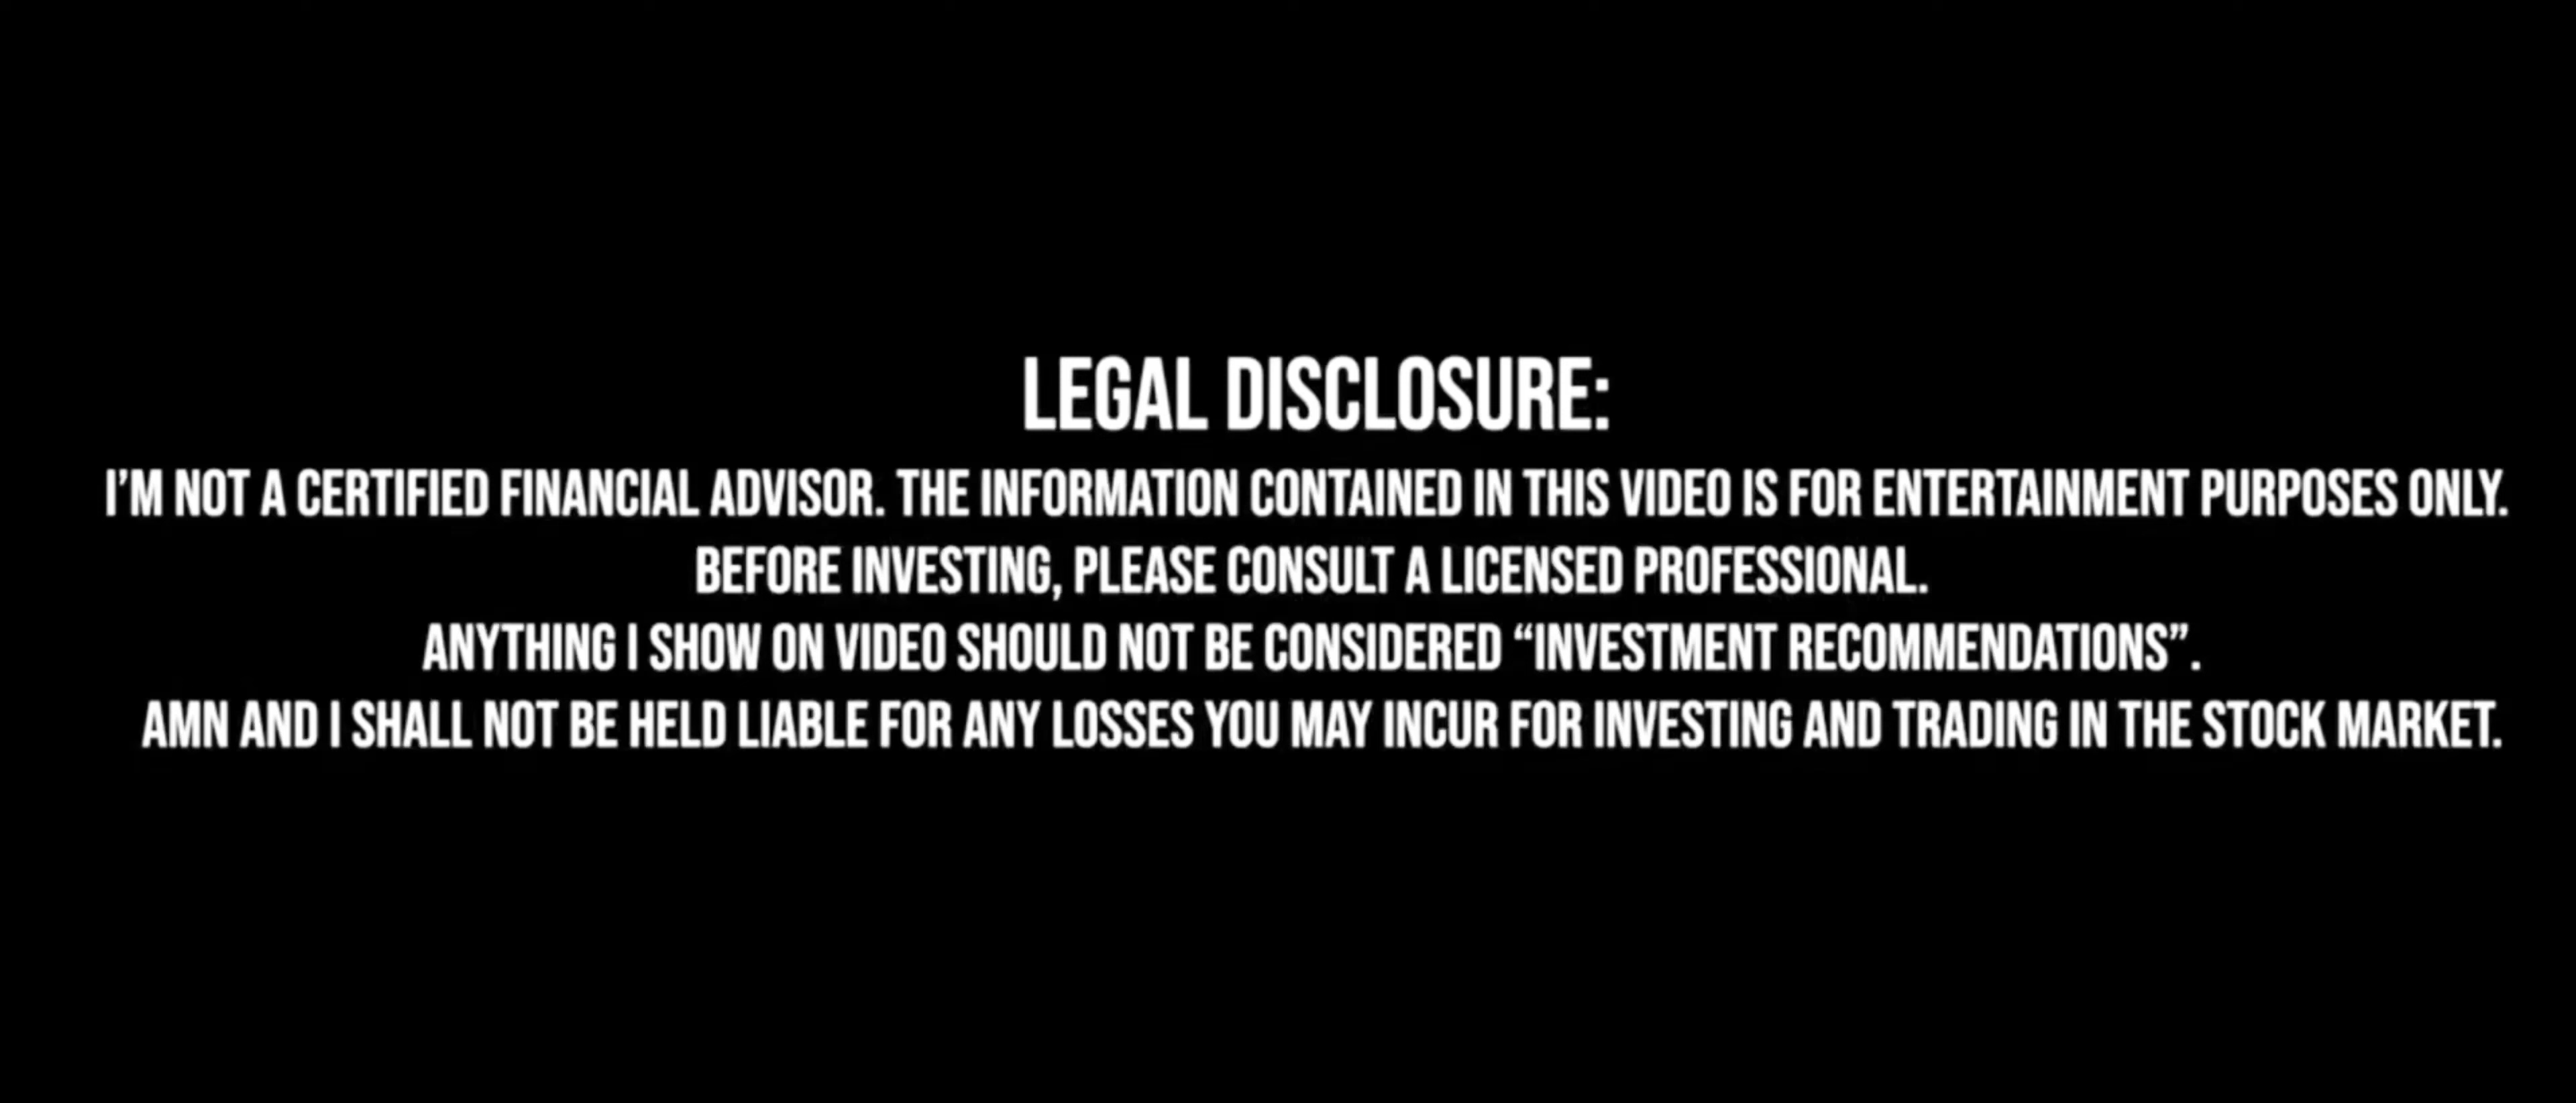 LEGAL DISCLOSURE:
I'M NOT A CERTIFIED FINANCIAL ADVISOR. THE INFORMATION CONTAINED IN THIS VIDEO IS FOR ENTERTAINMENT PURPOSES ONLY.
BEFORE INVESTING, PLEASE CONSULT A LICENSED PROFESSIONAL.
ANYTHING I SHOW ON VIDEO SHOULD NOT BE CONSIDERED “INVESTMENT RECOMMENDATIONS”.
AMN AND I SHALL NOT BE HELD LIABLE FOR ANY LOSSES YOU MAY INCUR FOR INVESTING AND TRADING IN THE STOCK MARKET.